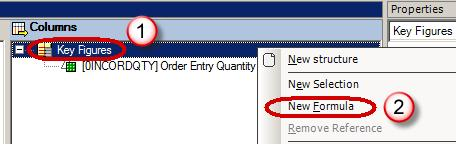 Columns
Properties
1
Key Figures
Key Figures
[0INCORDQTY] Order Entry Quantity
New structure
New Selection
New Formula
2
Remove Reference